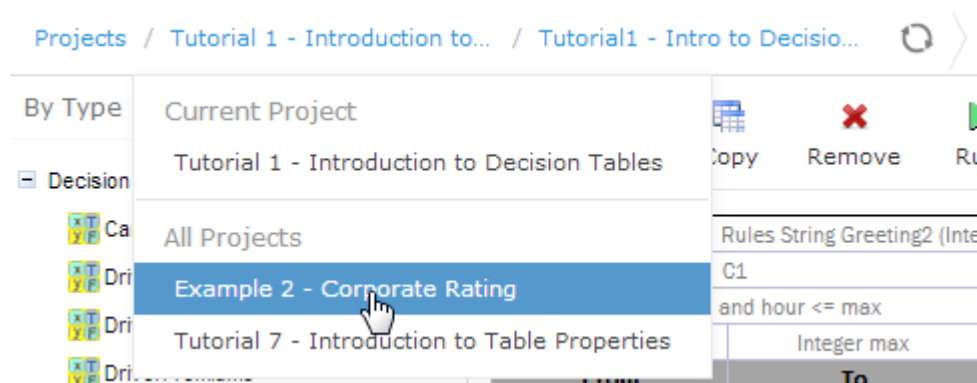 Projects / Tutorial 1 - Introduction to... / Tutorial1 - Intro to Decisio...
By Type
Current Project
Tutorial 1 - Introduction to Decision Tables
Remove
Decision
All Projects
Rules String Greeting2
C1
Example 2 - Corporate Rating
and hour <= max
Tutorial 7 - Introduction to Table Properties
Integer max
To